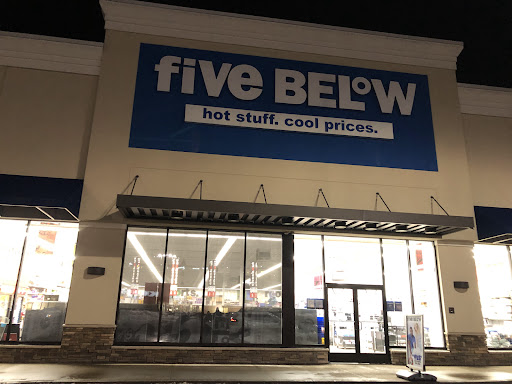 fiVe BELoW
hot stuff. cool prices.